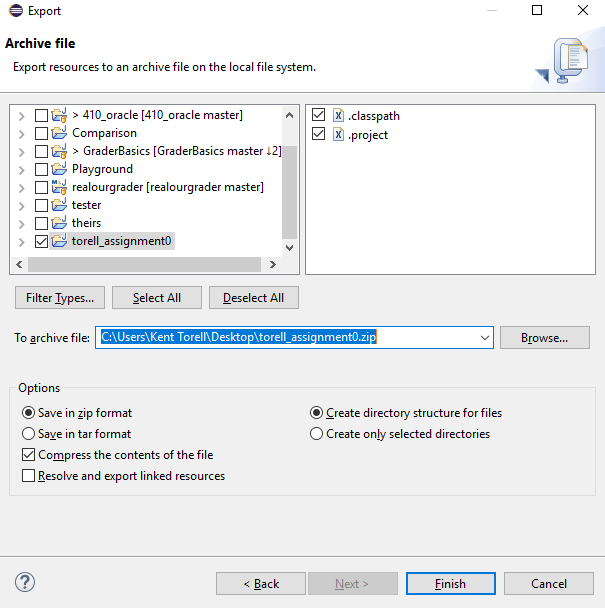 Export
Archive file
Export resources to an archive file on the local file system.
> 410_oracle [410_oracle master]
Comparison
> GraderBasics [GraderBasics master ↓2]
Playground
realourgrader [realourgrader master]
tester
theirs
torell_assignment0
.classpath
.project
Filter Types...
Select All
Deselect All
To archive file:
C:\Users\Kent Torell\Desktop\torell_assignment0.zip
Browse...
Options
Save in zip format
Create directory structure for files
Save in tar format
Create only selected directories
Compress the contents of the file
Resolve and export linked resources
?
< Back
Next >
Finish
Cancel